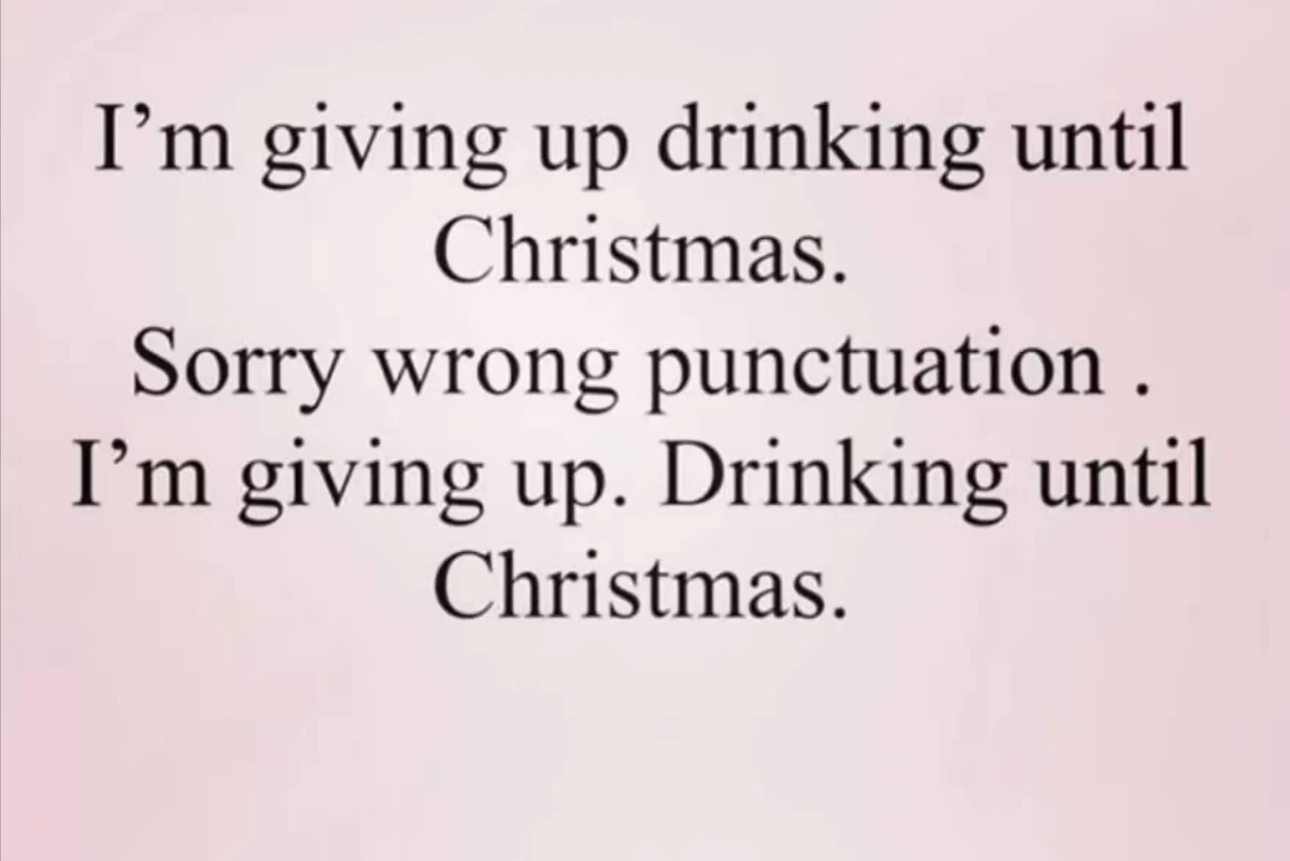 I’m giving up drinking until
Christmas.
Sorry wrong punctuation .
I’m giving up. Drinking until
Christmas.